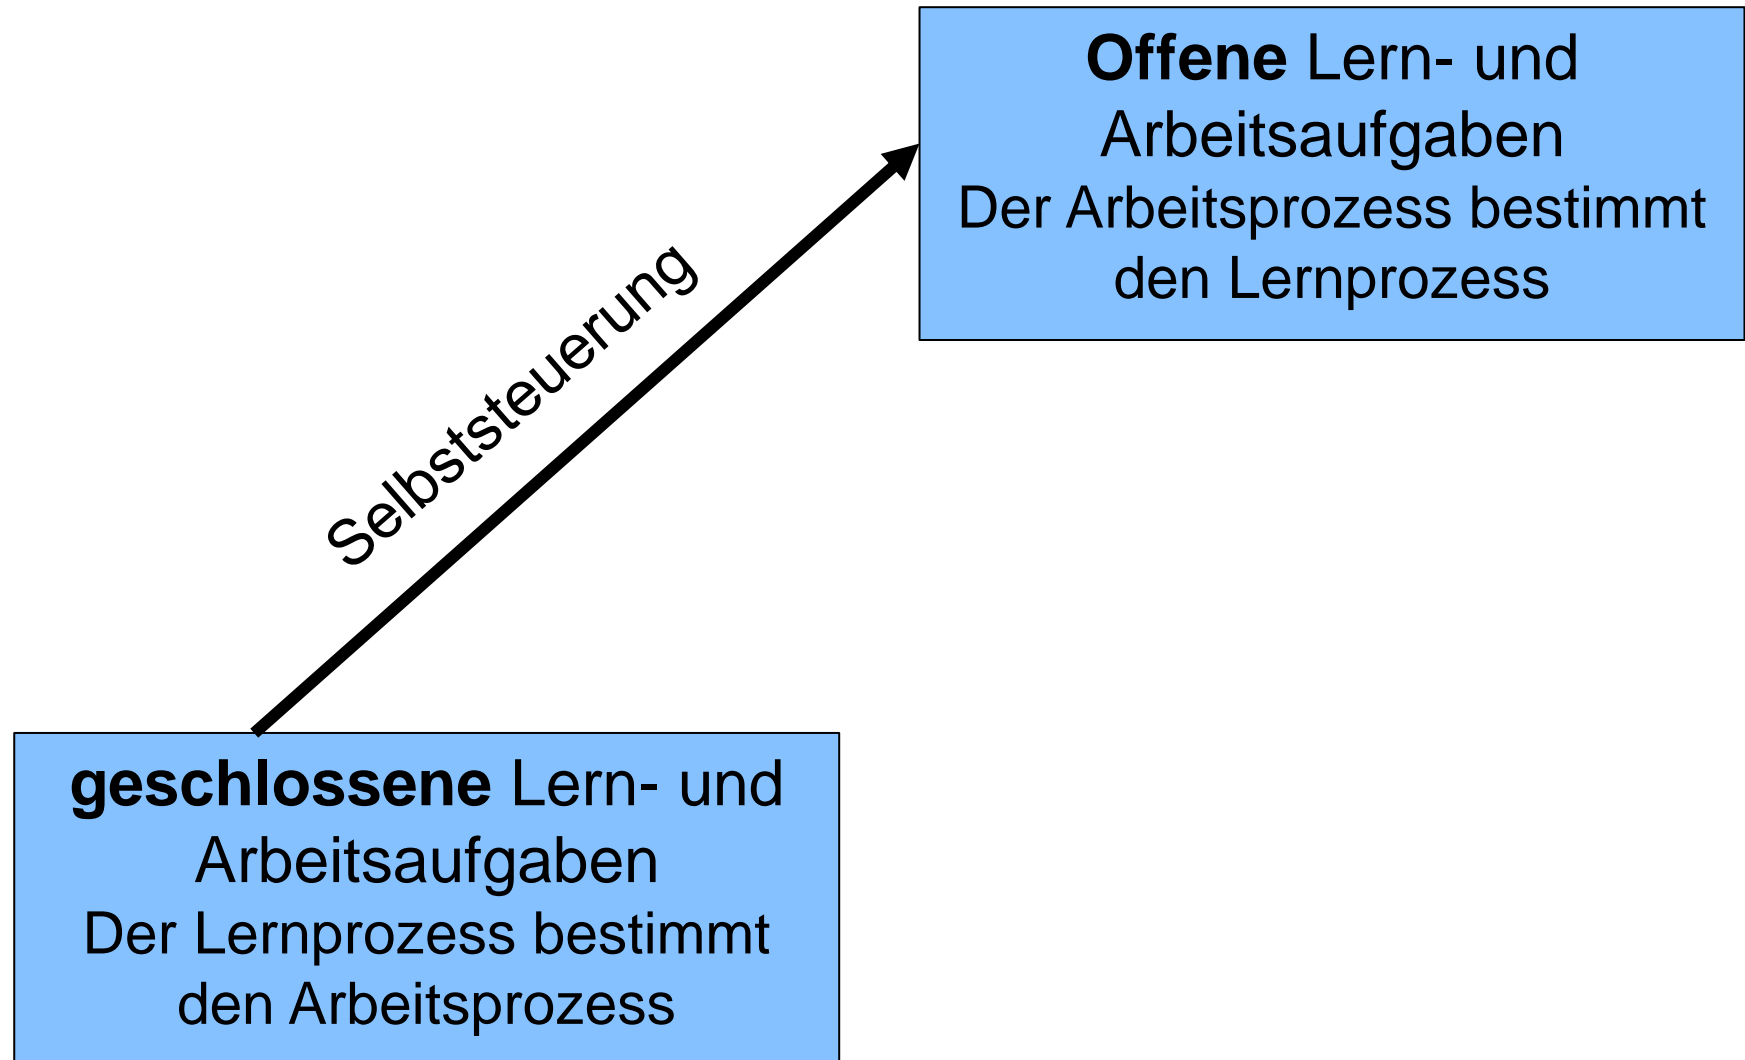 Offene Lern- und
Arbeitsaufgaben
Der Arbeitsprozess bestimmt
den Lernprozess
Selbststeuerung
geschlossene Lern- und
Arbeitsaufgaben
Der Lernprozess bestimmt
den Arbeitsprozess